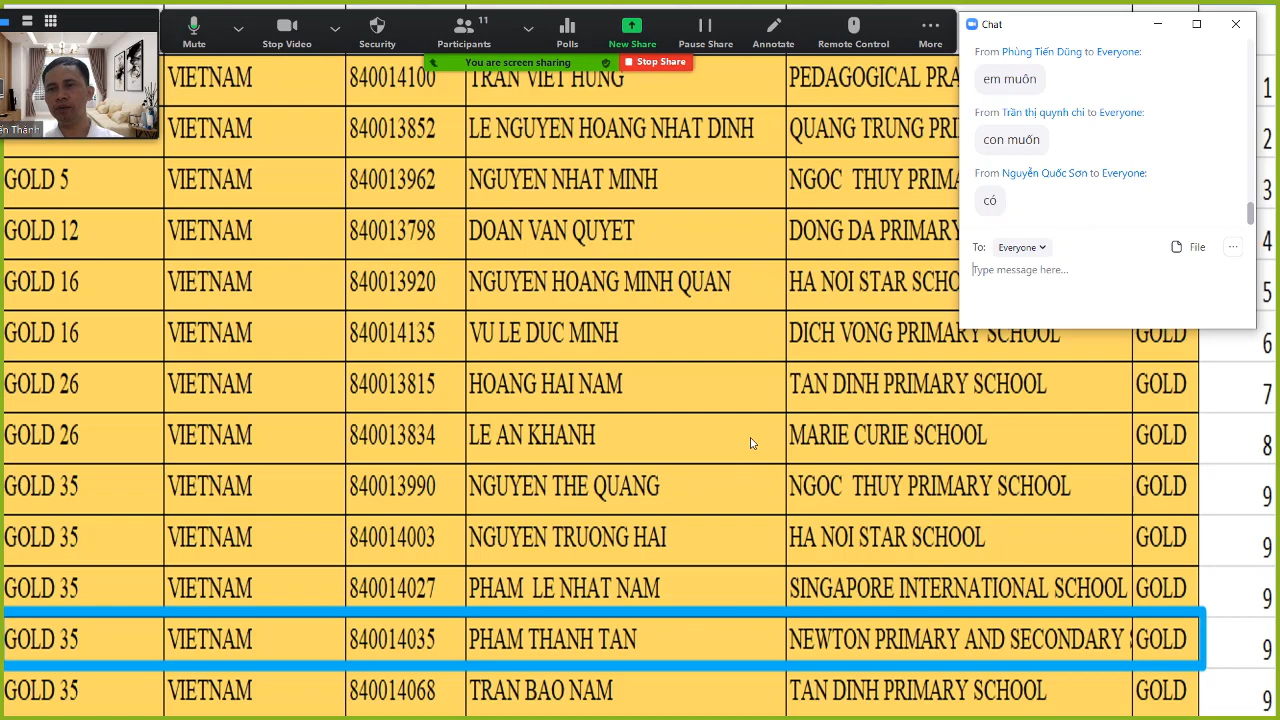 11
Mute
Stop Video
Security
Participants
Polls
New Share
Pause Share
Annotate
Remote Control
More
You are screen sharing
Stop Share
Chat
From Phùng Tiến Dũng to Everyone:
em muôn
From Trần thị quynh chi to Everyone:
con muốn
From Nguyễn Quốc Sơn to Everyone:
có
To: Everyone
File
Type message here...
ến Thành
VIETNAM 840014100 TRAN VIET HUNG PEDAGOGICAL PRA 1
VIETNAM 840013852 LE NGUYEN HOANG NHAT DINH QUANG TRUNG PRI 2
GOLD 5 VIETNAM 840013962 NGUYEN NHAT MINH NGOC THUY PRIMA 3
GOLD 12 VIETNAM 840013798 DOAN VAN QUYET DONG DA PRIMARY 4
GOLD 16 VIETNAM 840013920 NGUYEN HOANG MINH QUAN HA NOI STAR SCHO 5
GOLD 16 VIETNAM 840014135 VU LE DUC MINH DICH VONG PRIMARY SCHOOL GOLD 6
GOLD 26 VIETNAM 840013815 HOANG HAI NAM TAN DINH PRIMARY SCHOOL GOLD 7
GOLD 26 VIETNAM 840013834 LE AN KHANH MARIE CURIE SCHOOL GOLD 8
GOLD 35 VIETNAM 840013990 NGUYEN THE QUANG NGOC THUY PRIMARY SCHOOL GOLD 9
GOLD 35 VIETNAM 840014003 NGUYEN TRUONG HAI HA NOI STAR SCHOOL GOLD 9
GOLD 35 VIETNAM 840014027 PHAM LE NHAT NAM SINGAPORE INTERNATIONAL SCHOOL GOLD 9
GOLD 35 VIETNAM 840014035 PHAM THANH TAN NEWTON PRIMARY AND SECONDARY S GOLD 9
GOLD 35 VIETNAM 840014068 TRAN BAO NAM TAN DINH PRIMARY SCHOOL GOLD 9